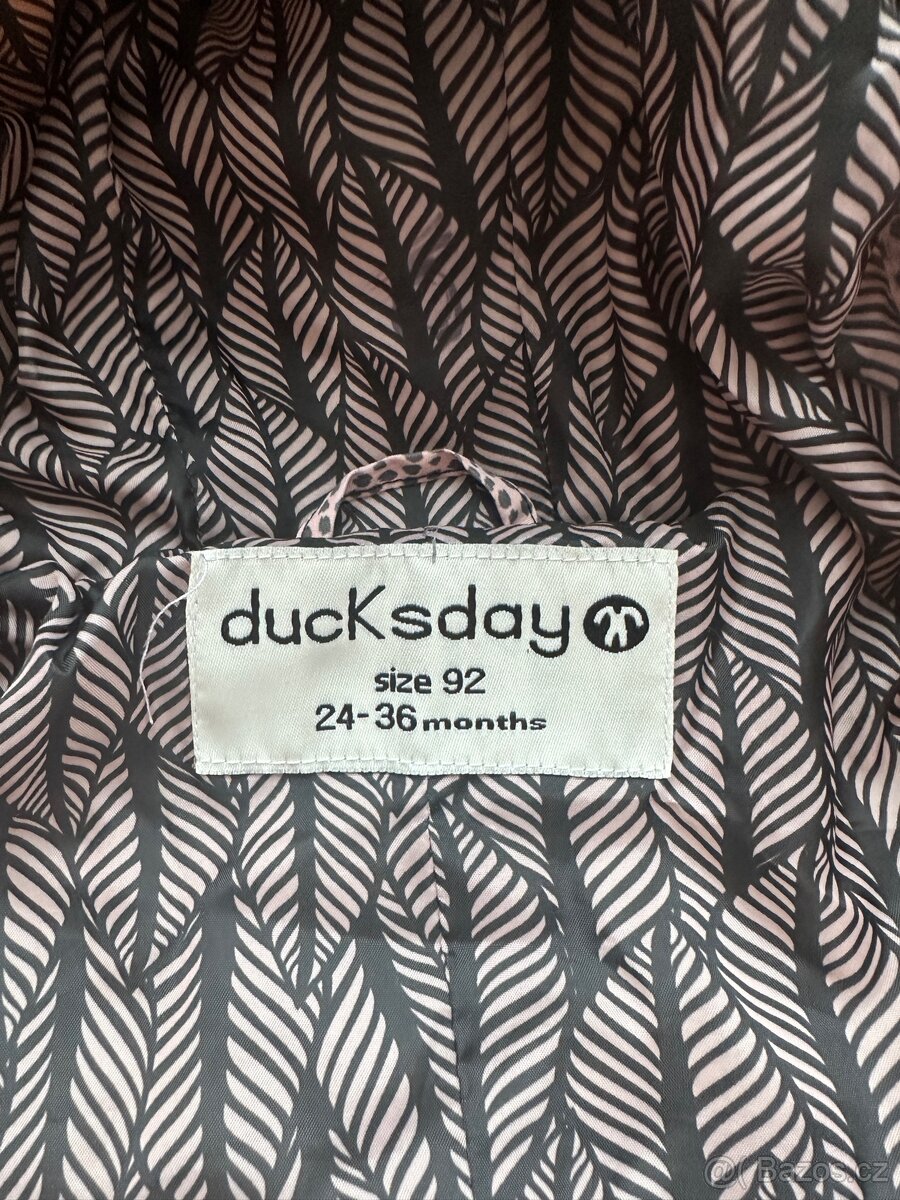 ducKsday
size 92
24-36 months
@ Bazos.cz